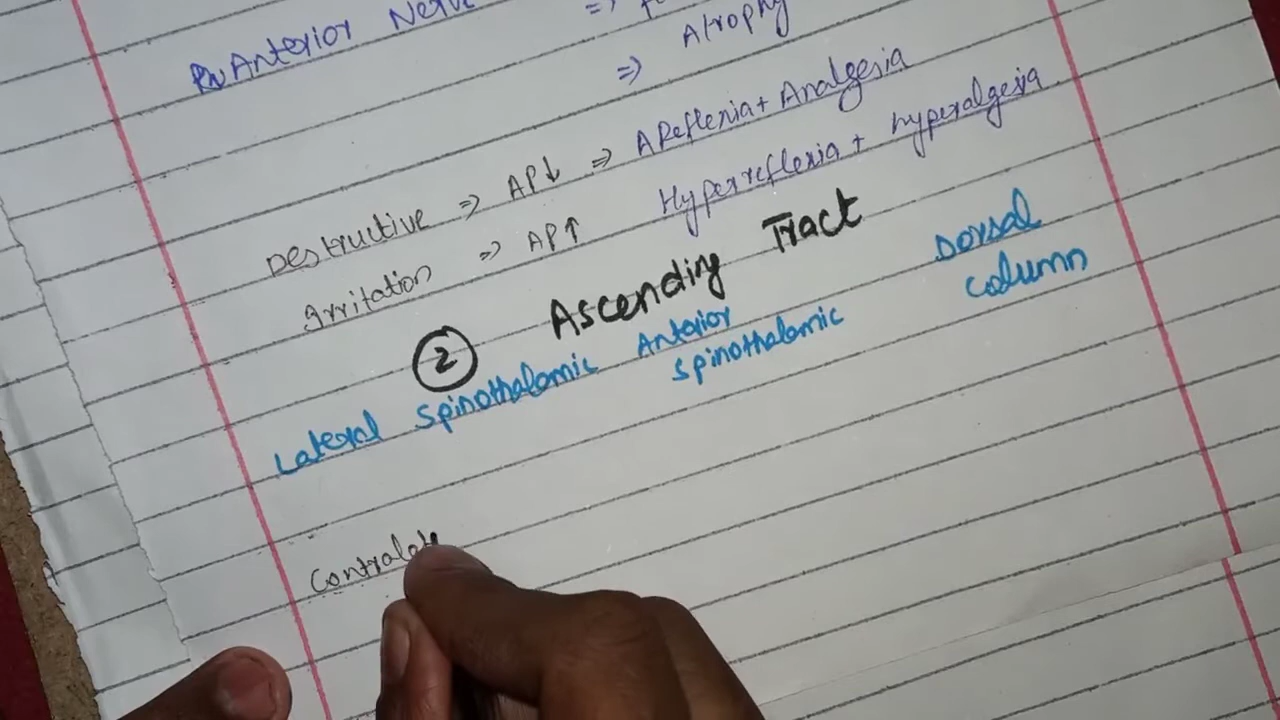 Anterior Nerve =>
=> Atrophy
Destructive => AP↓ => AReflexia + Analgesia
Irritation => AP↑ Hyperreflexia + hyperalgesia
② Ascending Tract
Lateral Spinothalamic Anterior Spinothalamic Dorsal column
Contralate